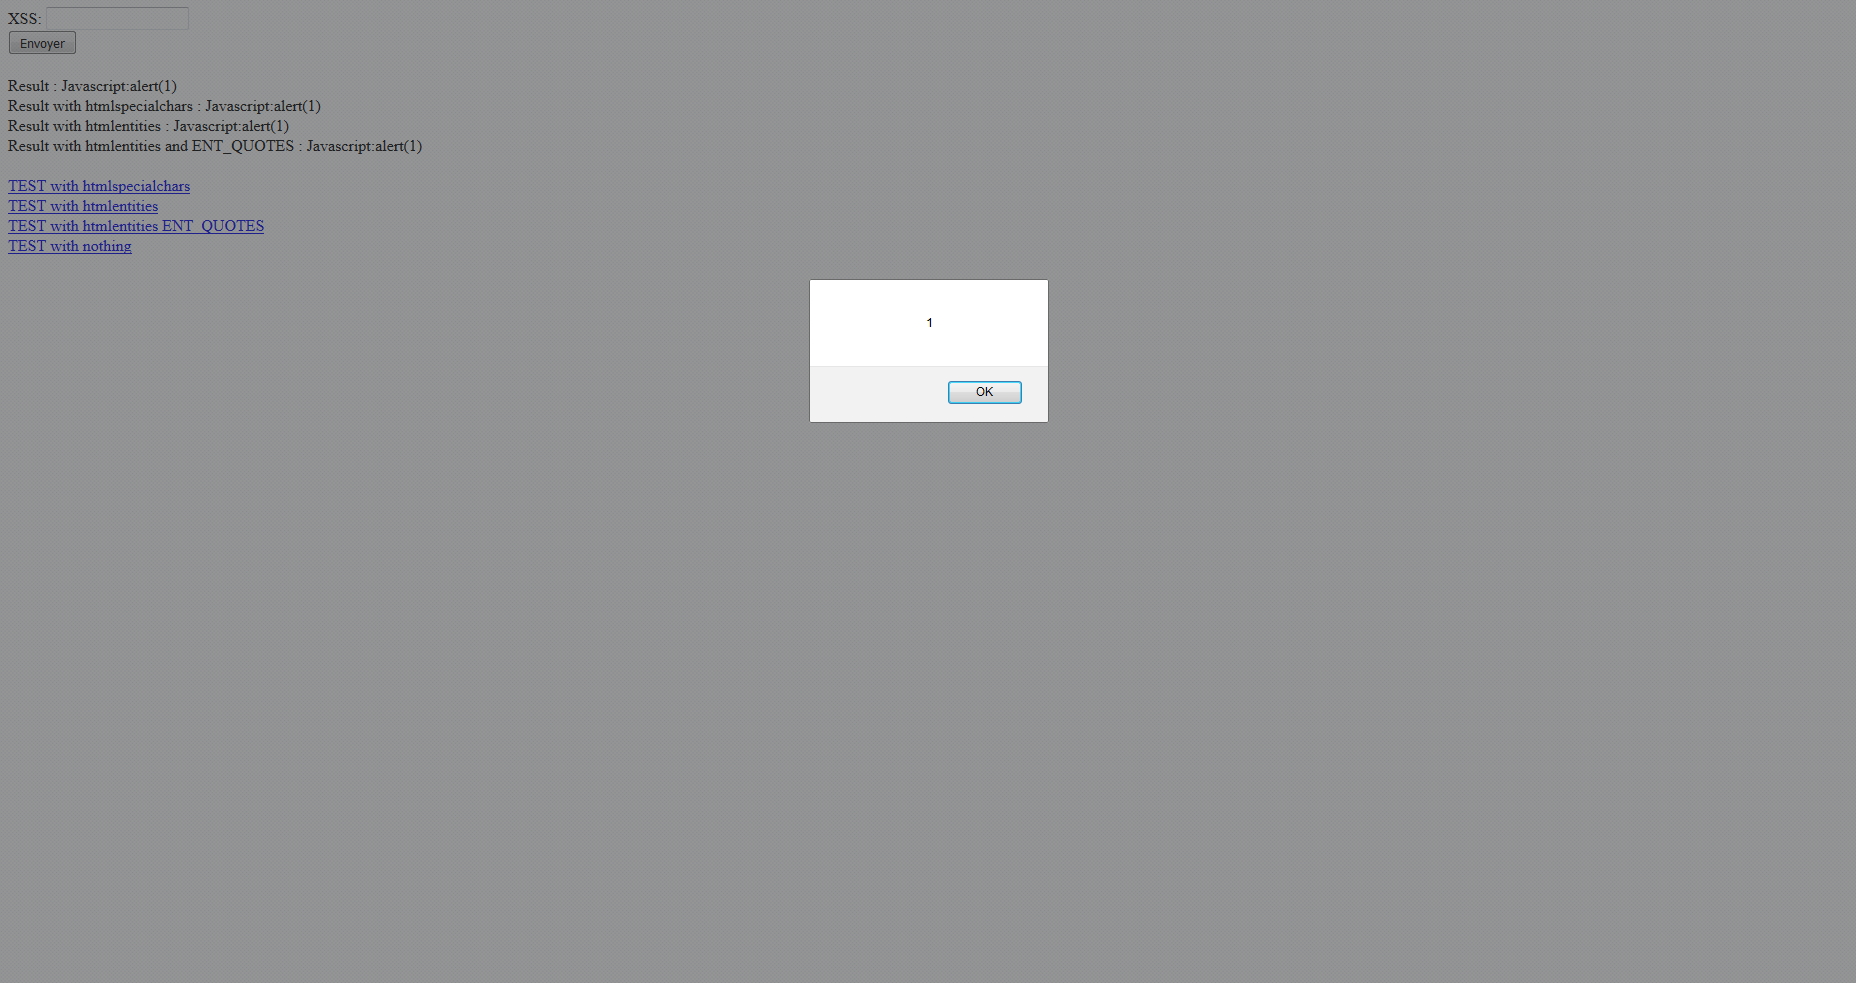 XSS:
Envoyer
Result : Javascript:alert(1)
Result with htmlspecialchars : Javascript:alert(1)
Result with htmlentities : Javascript:alert(1)
Result with htmlentities and ENT_QUOTES : Javascript:alert(1)
TEST with htmlspecialchars
TEST with htmlentities
TEST with htmlentities ENT_QUOTES
TEST with nothing
1
OK